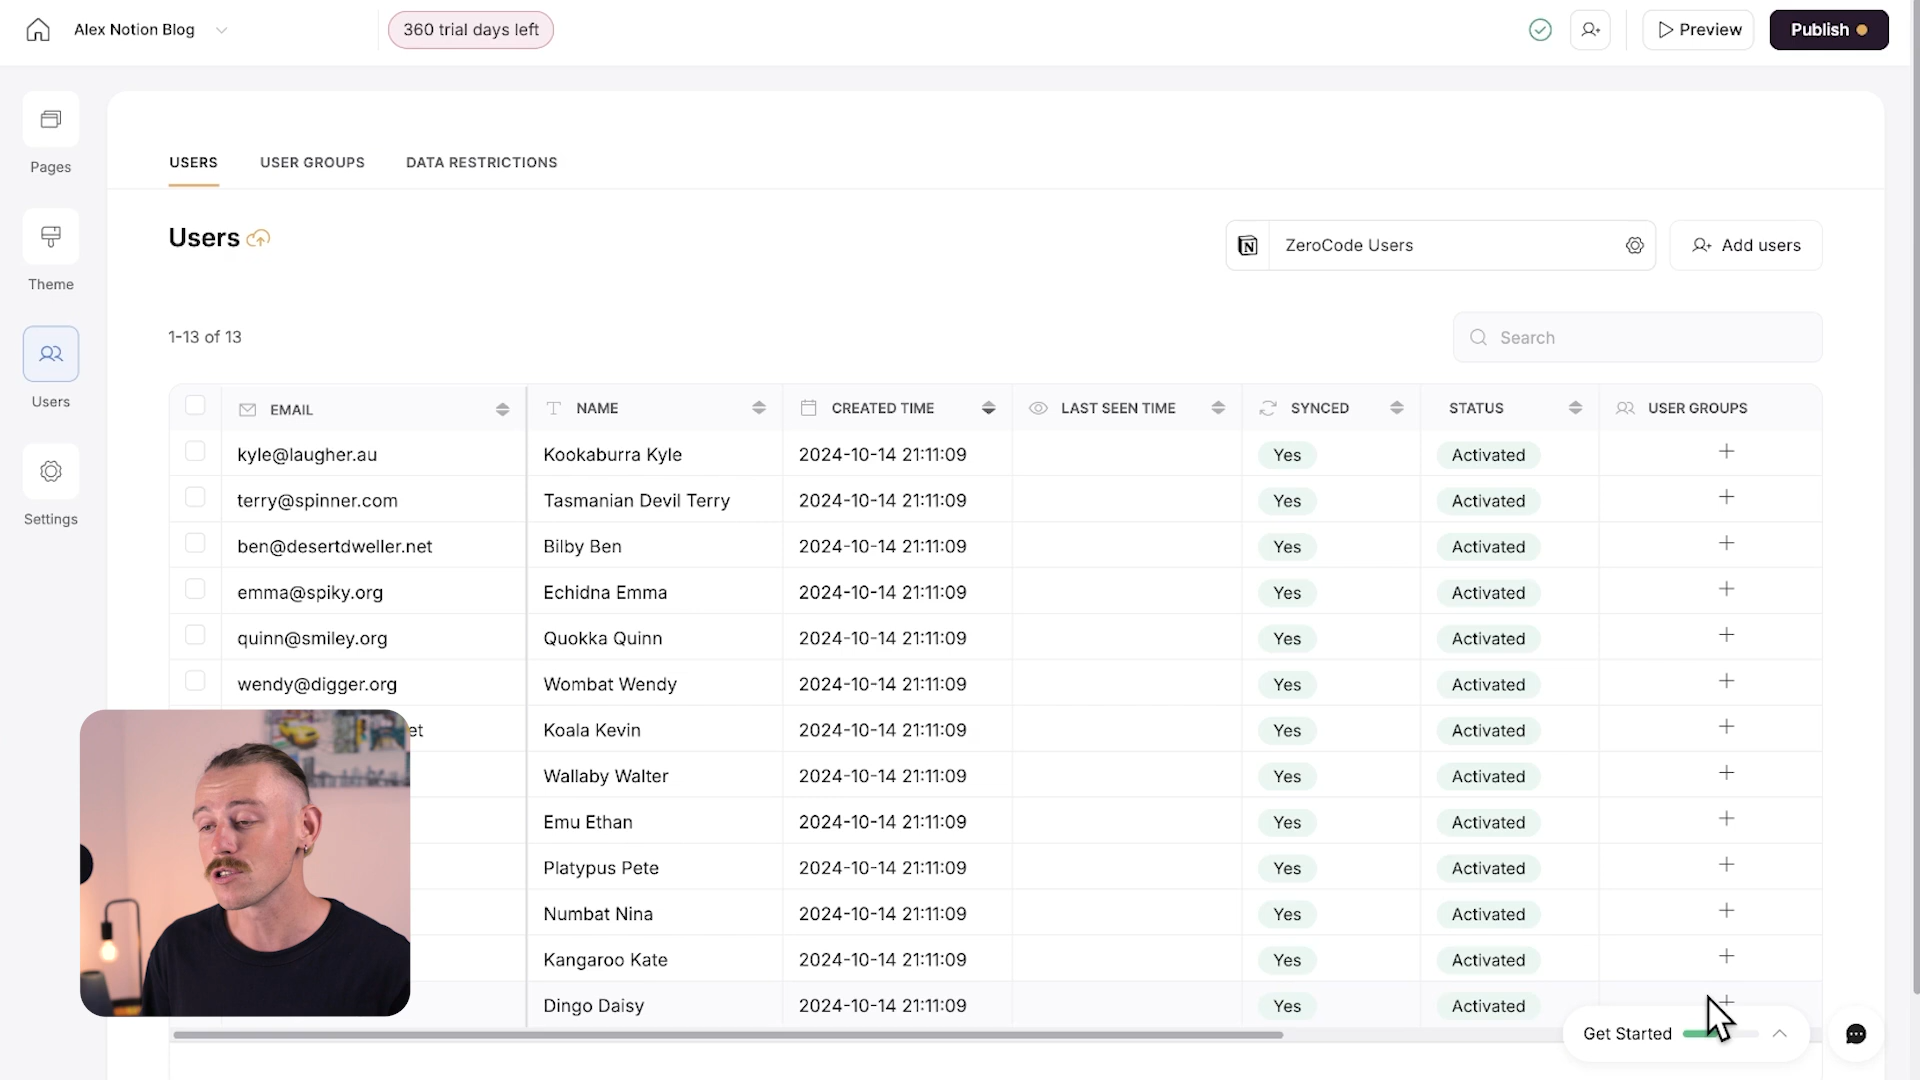 Alex Notion Blog
360 trial days left
Preview
Publish
Pages
Theme
Users
Settings
USERS USER GROUPS DATA RESTRICTIONS
Users
ZeroCode Users
Add users
1-13 of 13
Search
EMAIL NAME CREATED TIME LAST SEEN TIME SYNCED STATUS USER GROUPS
kyle@laugher.au Kookaburra Kyle 2024-10-14 21:11:09 Yes Activated
terry@spinner.com Tasmanian Devil Terry 2024-10-14 21:11:09 Yes Activated
ben@desertdweller.net Bilby Ben 2024-10-14 21:11:09 Yes Activated
emma@spiky.org Echidna Emma 2024-10-14 21:11:09 Yes Activated
quinn@smiley.org Quokka Quinn 2024-10-14 21:11:09 Yes Activated
wendy@digger.org Wombat Wendy 2024-10-14 21:11:09 Yes Activated
et Koala Kevin 2024-10-14 21:11:09 Yes Activated
Wallaby Walter 2024-10-14 21:11:09 Yes Activated
Emu Ethan 2024-10-14 21:11:09 Yes Activated
Platypus Pete 2024-10-14 21:11:09 Yes Activated
Numbat Nina 2024-10-14 21:11:09 Yes Activated
Kangaroo Kate 2024-10-14 21:11:09 Yes Activated
Dingo Daisy 2024-10-14 21:11:09 Yes Activated
Get Started